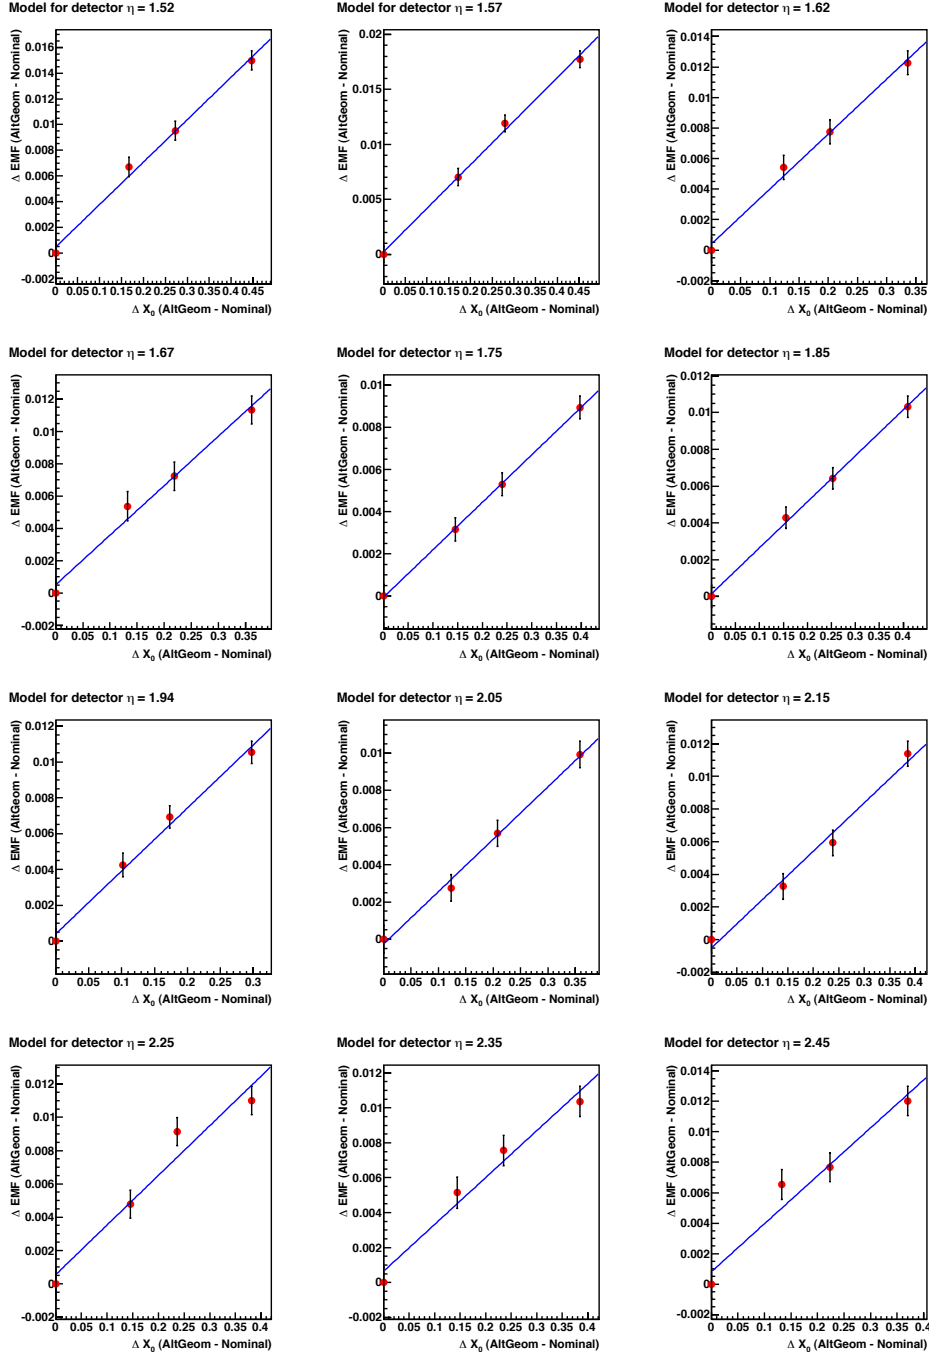 Model for detector η = 1.52
Δ EMF (AltGeom - Nominal)
0.016
0.014
0.012
0.01
0.008
0.006
0.004
0.002
0
-0.002
0 0.05 0.1 0.15 0.2 0.25 0.3 0.35 0.4 0.45
Δ X₀ (AltGeom - Nominal)
Model for detector η = 1.57
Δ EMF (AltGeom - Nominal)
0.02
0.015
0.01
0.005
0
0 0.05 0.1 0.15 0.2 0.25 0.3 0.35 0.4 0.45
Δ X₀ (AltGeom - Nominal)
Model for detector η = 1.62
Δ EMF (AltGeom - Nominal)
0.014
0.012
0.01
0.008
0.006
0.004
0.002
0
-0.002
0 0.05 0.1 0.15 0.2 0.25 0.3 0.35
Δ X₀ (AltGeom - Nominal)
Model for detector η = 1.67
Δ EMF (AltGeom - Nominal)
0.012
0.01
0.008
0.006
0.004
0.002
0
-0.002
0 0.05 0.1 0.15 0.2 0.25 0.3 0.35
Δ X₀ (AltGeom - Nominal)
Model for detector η = 1.75
Δ EMF (AltGeom - Nominal)
0.01
0.008
0.006
0.004
0.002
0
0 0.05 0.1 0.15 0.2 0.25 0.3 0.35 0.4
Δ X₀ (AltGeom - Nominal)
Model for detector η = 1.85
Δ EMF (AltGeom - Nominal)
0.012
0.01
0.008
0.006
0.004
0.002
0
0 0.05 0.1 0.15 0.2 0.25 0.3 0.35 0.4
Δ X₀ (AltGeom - Nominal)
Model for detector η = 1.94
Δ EMF (AltGeom - Nominal)
0.012
0.01
0.008
0.006
0.004
0.002
0
0 0.05 0.1 0.15 0.2 0.25 0.3
Δ X₀ (AltGeom - Nominal)
Model for detector η = 2.05
Δ EMF (AltGeom - Nominal)
0.01
0.008
0.006
0.004
0.002
0
0 0.05 0.1 0.15 0.2 0.25 0.3 0.35
Δ X₀ (AltGeom - Nominal)
Model for detector η = 2.15
Δ EMF (AltGeom - Nominal)
0.012
0.01
0.008
0.006
0.004
0.002
0
-0.002
0 0.05 0.1 0.15 0.2 0.25 0.3 0.35 0.4
Δ X₀ (AltGeom - Nominal)
Model for detector η = 2.25
Δ EMF (AltGeom - Nominal)
0.012
0.01
0.008
0.006
0.004
0.002
0
-0.002
0 0.05 0.1 0.15 0.2 0.25 0.3 0.35 0.4
Δ X₀ (AltGeom - Nominal)
Model for detector η = 2.35
Δ EMF (AltGeom - Nominal)
0.012
0.01
0.008
0.006
0.004
0.002
0
-0.002
0 0.05 0.1 0.15 0.2 0.25 0.3 0.35 0.4
Δ X₀ (AltGeom - Nominal)
Model for detector η = 2.45
Δ EMF (AltGeom - Nominal)
0.014
0.012
0.01
0.008
0.006
0.004
0.002
0
-0.002
0 0.05 0.1 0.15 0.2 0.25 0.3 0.35 0.4
Δ X₀ (AltGeom - Nominal)